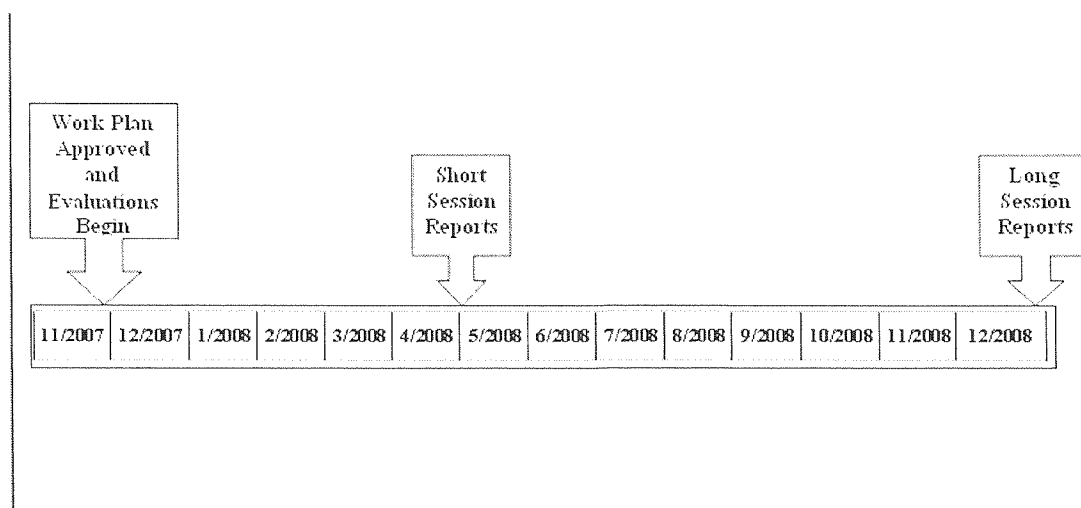 Work Plan
Approved
and
Evaluations
Begin
Short
Session
Reports
Long
Session
Reports
11/2007 12/2007 1/2008 2/2008 3/2008 4/2008 5/2008 6/2008 7/2008 8/2008 9/2008 10/2008 11/2008 12/2008